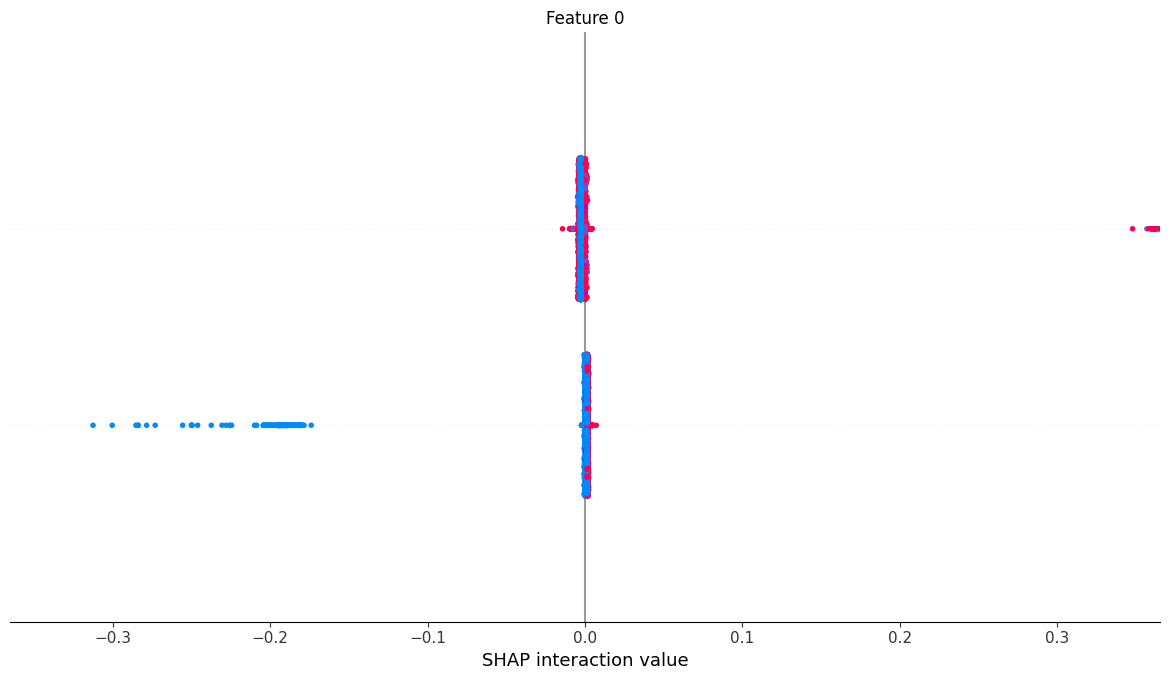 Feature 0
−0.3 −0.2 −0.1 0.0 0.1 0.2 0.3
SHAP interaction value